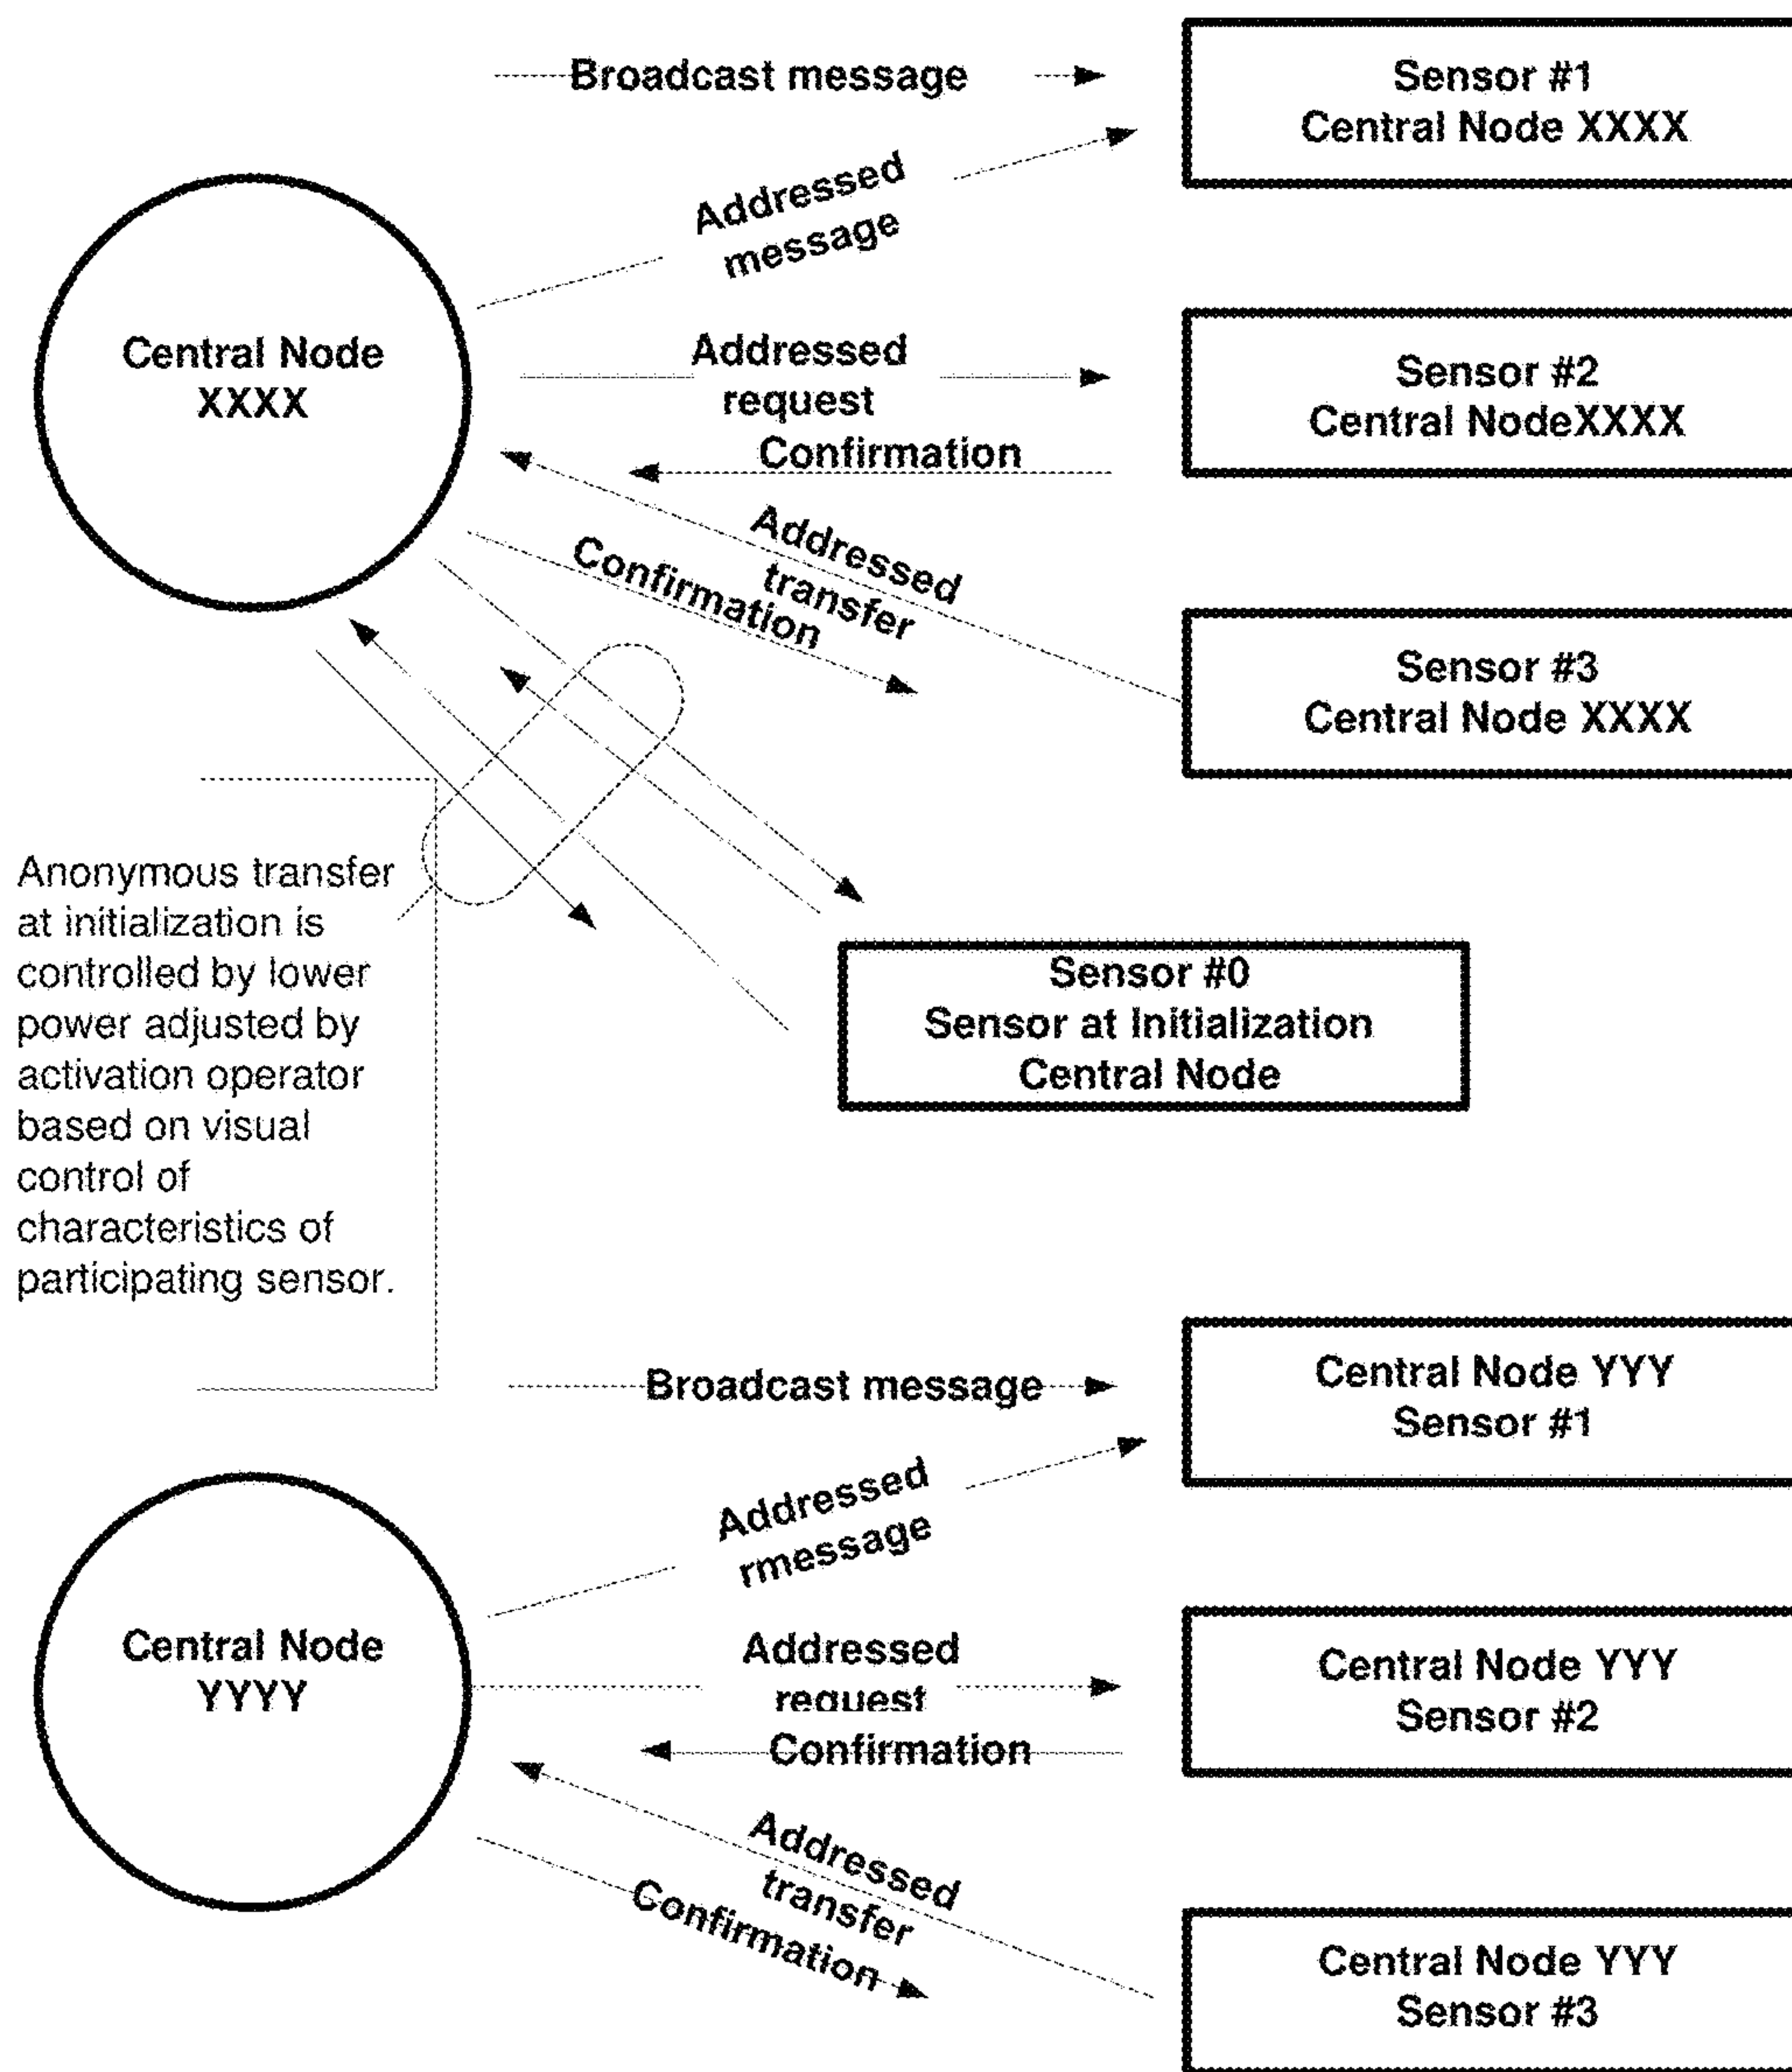 Broadcast message
Sensor #1
Central Node XXXX
Addressed
message
Central Node
XXXX
Addressed
request
Sensor #2
Central NodeXXXX
Confirmation
Addressed
transfer
Confirmation
Sensor #3
Central Node XXXX
Anonymous transfer
at initialization is
controlled by lower
power adjusted by
activation operator
based on visual
control of
characteristics of
participating sensor.
Sensor #0
Sensor at Initialization
Central Node
Broadcast message
Central Node YYY
Sensor #1
Addressed
rmessage
Central Node
YYYY
Addressed
request
Central Node YYY
Sensor #2
Confirmation
Addressed
transfer
Confirmation
Central Node YYY
Sensor #3